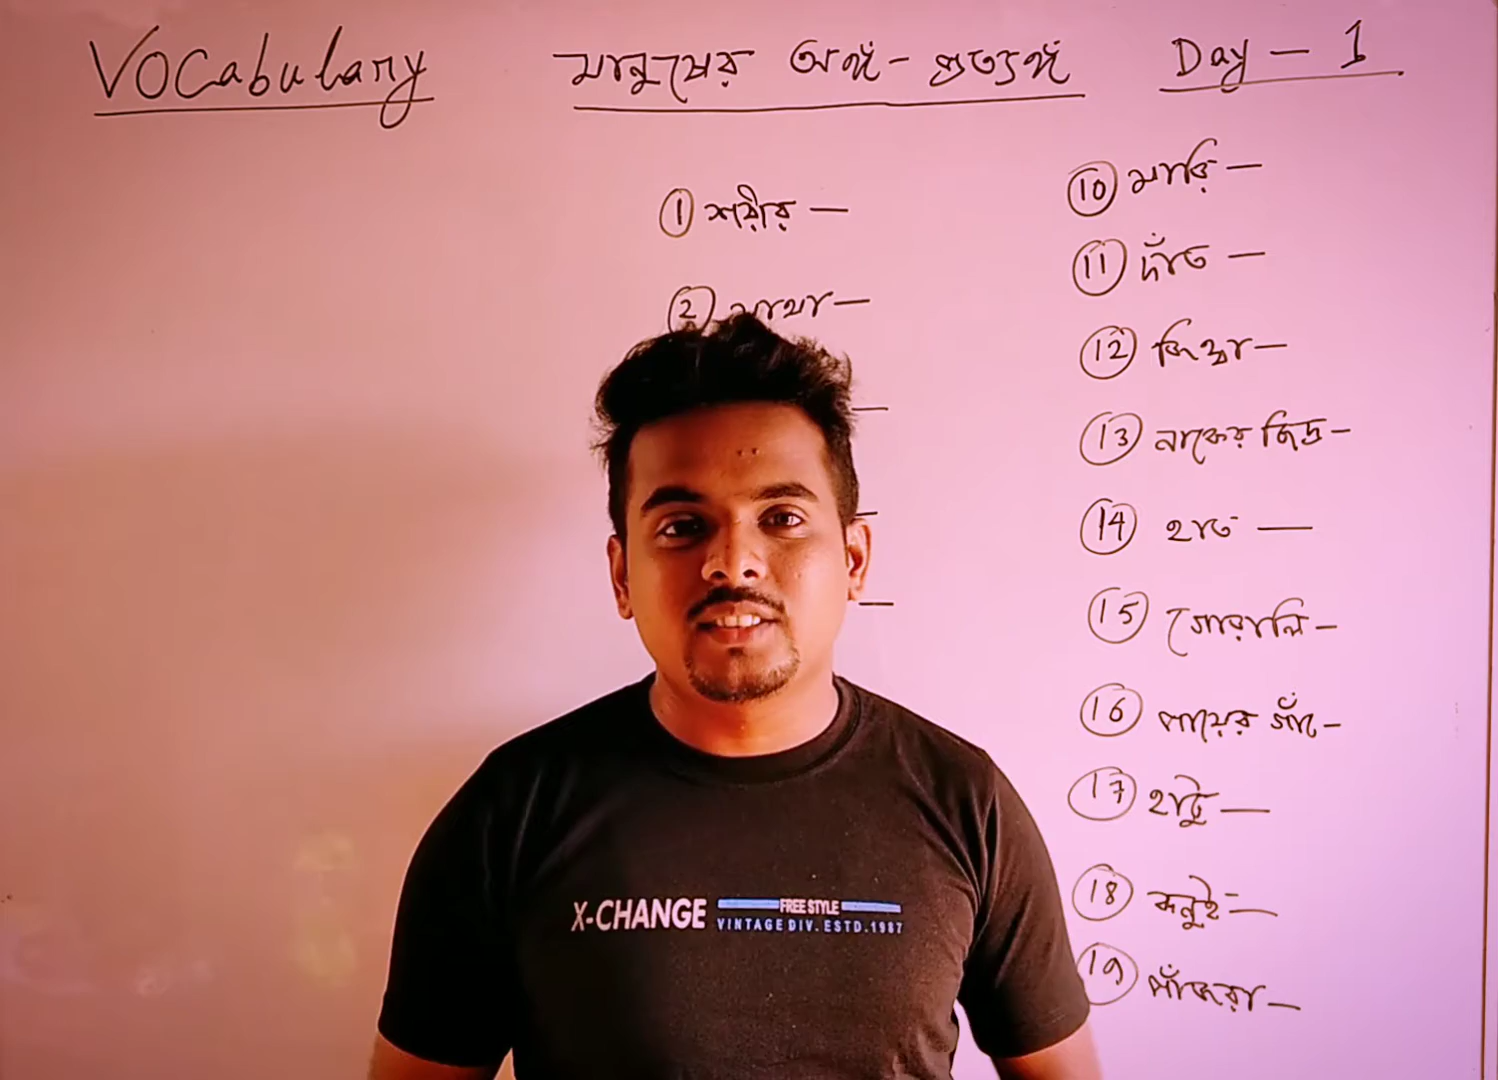 Vocabulary মানুষের অঙ্গ - প্রত্যঙ্গ Day - 1
① শরীর —
② মাথা —
⑩ মাড়ি —
⑪ দাঁত —
⑫ জিহ্বা —
⑬ নাকের ছিদ্র —
⑭ হাত —
⑮ গোরালি —
⑯ পায়ের গাঁট —
⑰ হাটু —
⑱ কনুই —
⑲ পাঁজরা —
X-CHANGE FREE STYLE
VINTAGE DIV. ESTD. 1987